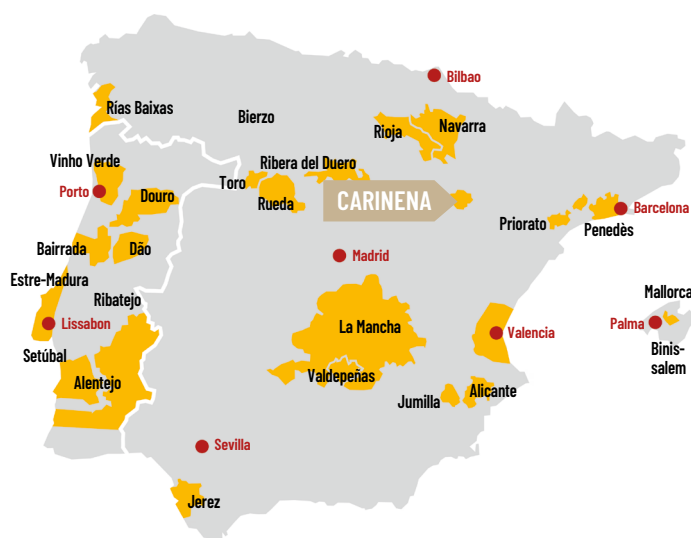 Bilbao
Rías Baixas
Bierzo
Rioja
Navarra
Vinho Verde
Ribera del Duero
Toro
Porto
Douro
Rueda
CARINENA
Barcelona
Priorato
Penedès
Bairrada
Dão
Madrid
Estre-Madura
Ribatejo
Mallorca
Lissabon
La Mancha
Valencia
Palma
Binis-
salem
Setúbal
Alentejo
Valdepeñas
Jumilla
Alicante
Sevilla
Jerez